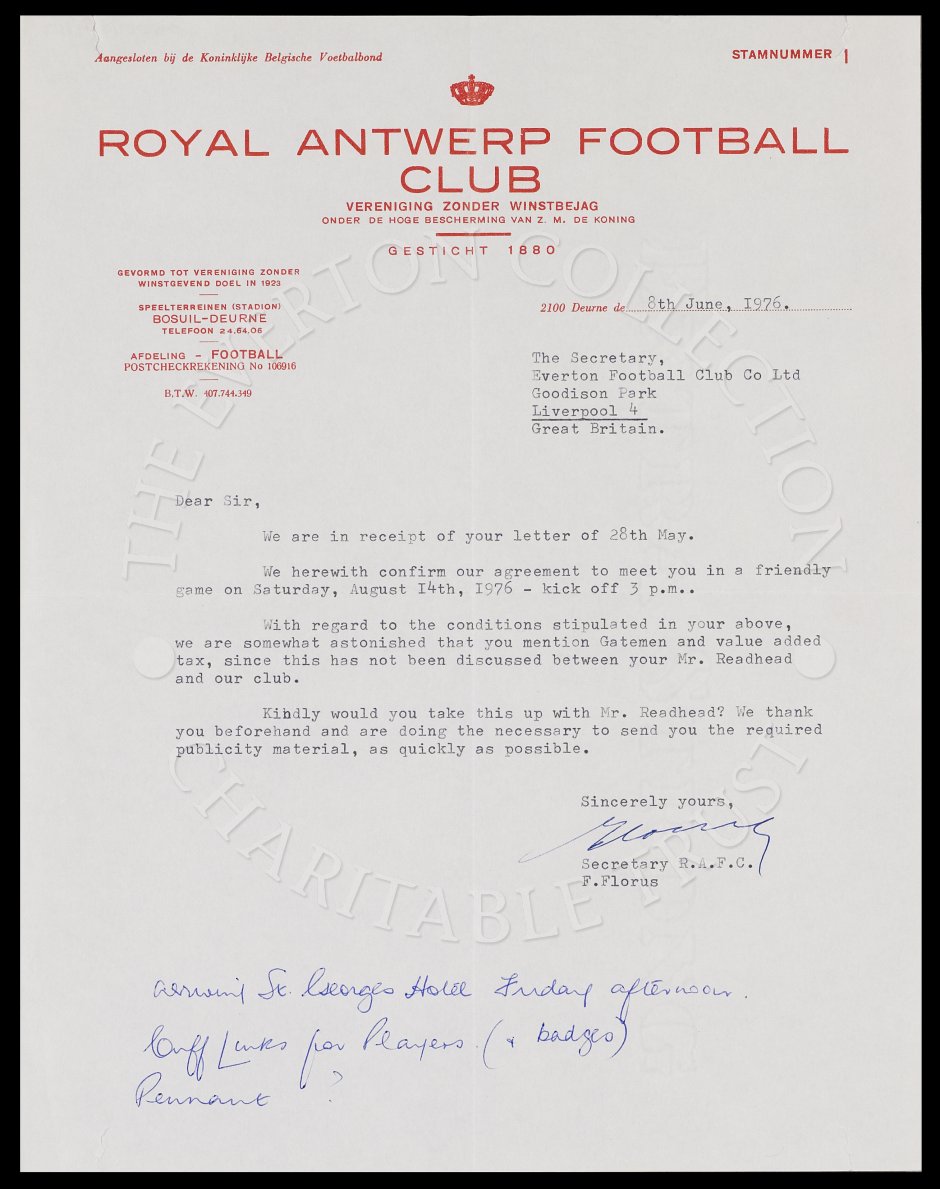 Aangesloten bij de Koninklijke Belgische Voetbalbond
STAMNUMMER 1
ROYAL ANTWERP FOOTBALL
CLUB
VERENIGING ZONDER WINSTBEJAG
ONDER DE HOGE BESCHERMING VAN Z. M. DE KONING
GESTICHT 1880
GEVORMD TOT VERENIGING ZONDER
WINSTGEVEND DOEL IN 1923
SPEELTERREINEN (STADION)
BOSUIL-DEURNE
TELEFOON 24.64.06
AFDELING - FOOTBALL
POSTCHECKREKENING No 106916
B.T.W. 407.744.349
2100 Deurne de 8th June, 1976.
The Secretary,
Everton Football Club Co Ltd
Goodison Park
Liverpool 4
Great Britain.
Dear Sir,
We are in receipt of your letter of 28th May.
We herewith confirm our agreement to meet you in a friendly
game on Saturday, August 14th, 1976 - kick off 3 p.m..
With regard to the conditions stipulated in your above,
we are somewhat astonished that you mention Gatemen and value added
tax, since this has not been discussed between your Mr. Readhead
and our club.
Kindly would you take this up with Mr. Readhead? We thank
you beforehand and are doing the necessary to send you the required
publicity material, as quickly as possible.
Sincerely yours,
Secretary R.A.F.C.
F.Florus
arriving St. Georges Hotel Friday afternoon.
Cuff Links for Players. (& badges)
Pennant ?
THE EVERTON COLLECTION
CHARITABLE TRUST